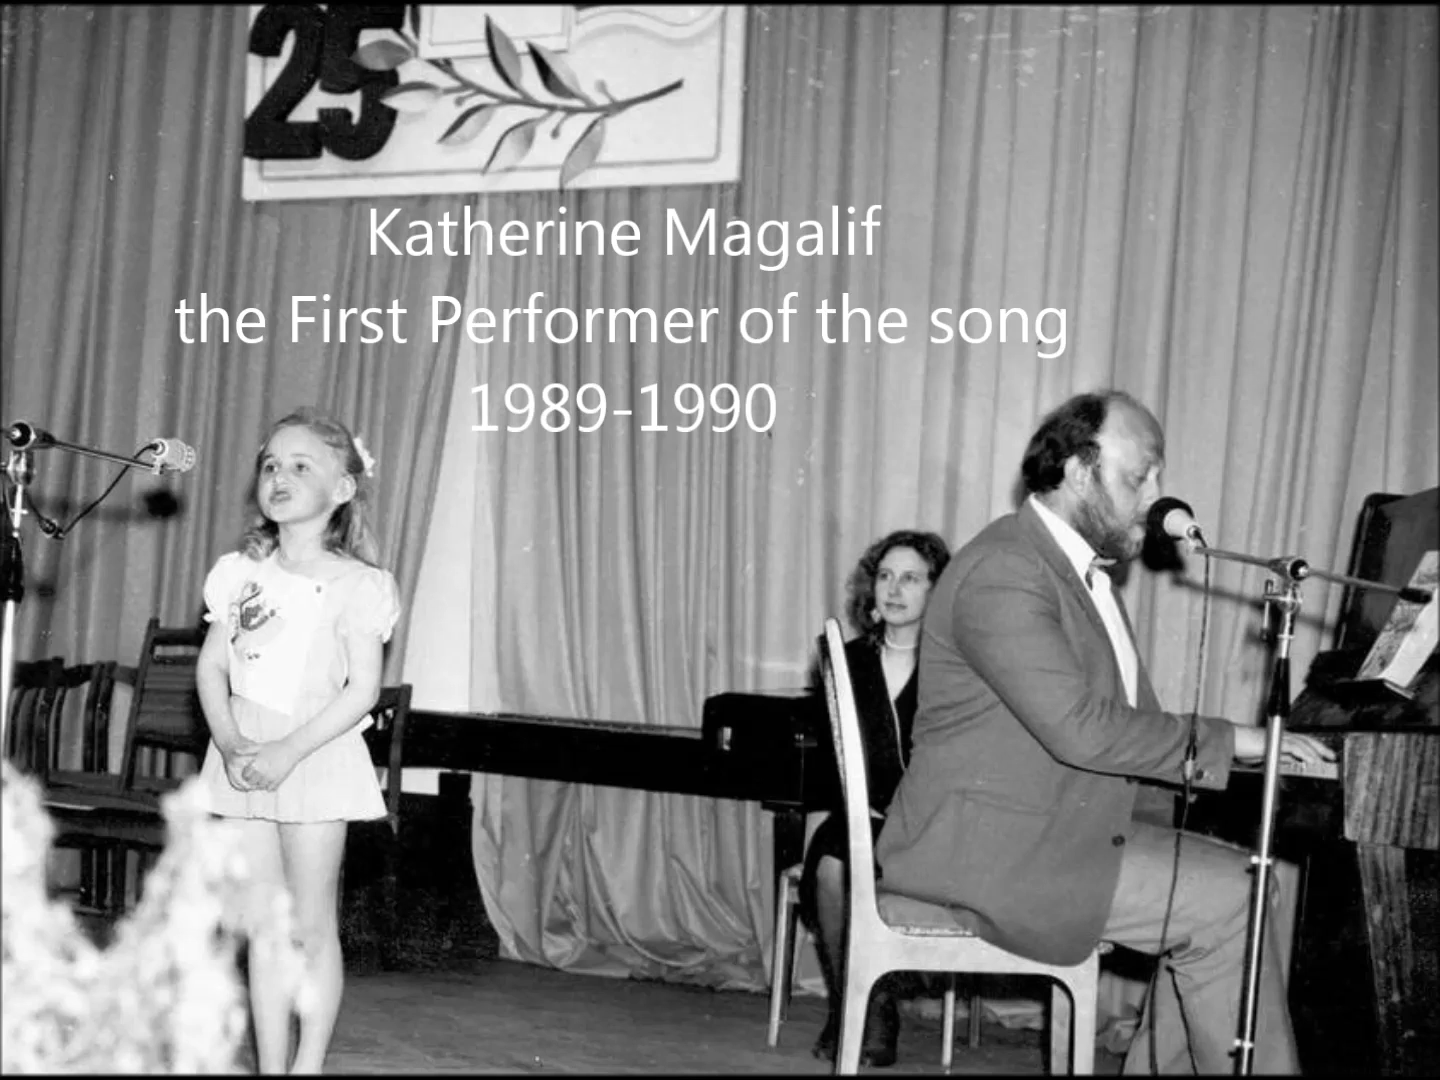 25
Katherine Magalif
the First Performer of the song
1989-1990